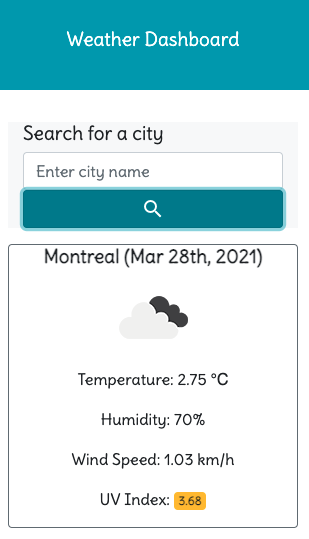 Weather Dashboard
Search for a city
Enter city name
Montreal (Mar 28th, 2021)
Temperature: 2.75 °C
Humidity: 70%
Wind Speed: 1.03 km/h
UV Index: 3.68